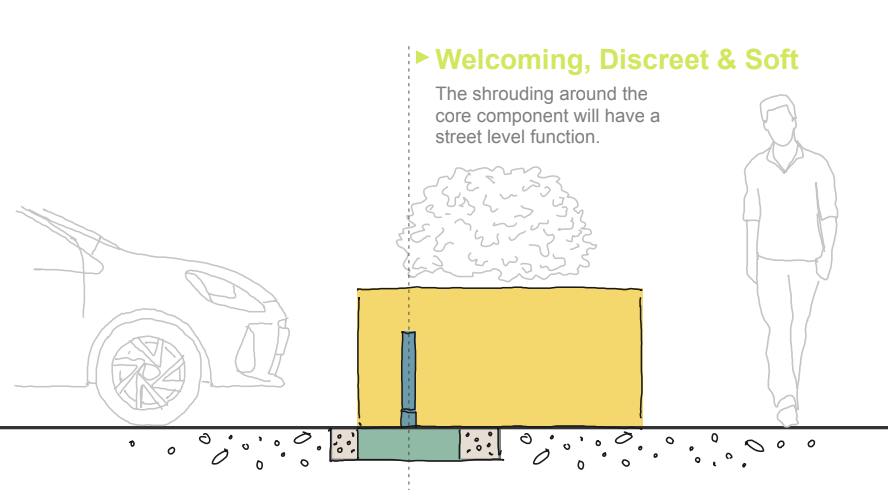 Welcoming, Discreet & Soft
The shrouding around the
core component will have a
street level function.